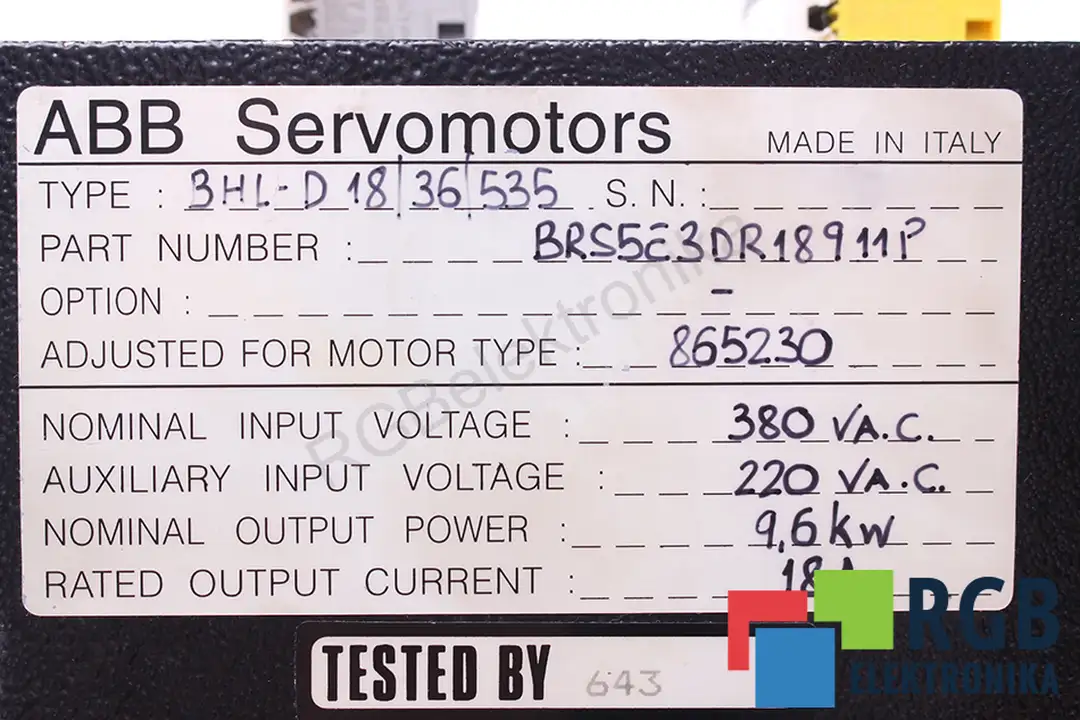 ABB Servomotors MADE IN ITALY
TYPE : BHL-D 18/36/535 S. N. :
PART NUMBER : BRS5E3DR18911P
OPTION : -
ADJUSTED FOR MOTOR TYPE : 865230
NOMINAL INPUT VOLTAGE : 380 VA.C.
AUXILIARY INPUT VOLTAGE : 220 VA.C.
NOMINAL OUTPUT POWER : 9,6 kW
RATED OUTPUT CURRENT : 18A
TESTED BY 643
RGBelektronika
RGB
ELEKTRONIKA